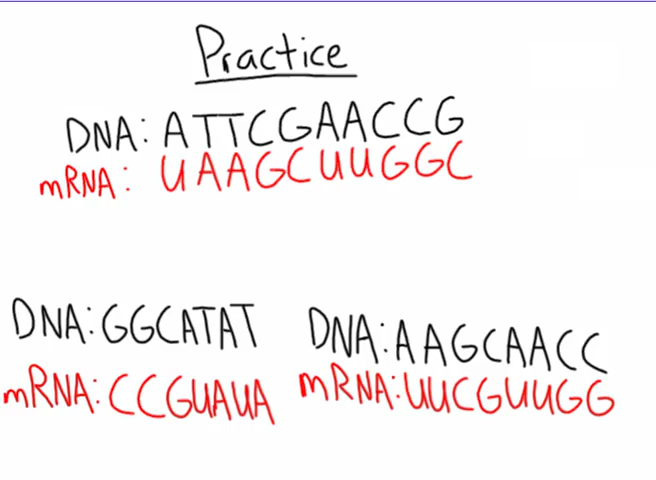 Practice
DNA: ATTCGAACCG
mRNA: UAAGCUUGGC
DNA: GGCATAT
mRNA: CCGUAUA
DNA: AAGCAACC
mRNA: UUCGUUGG